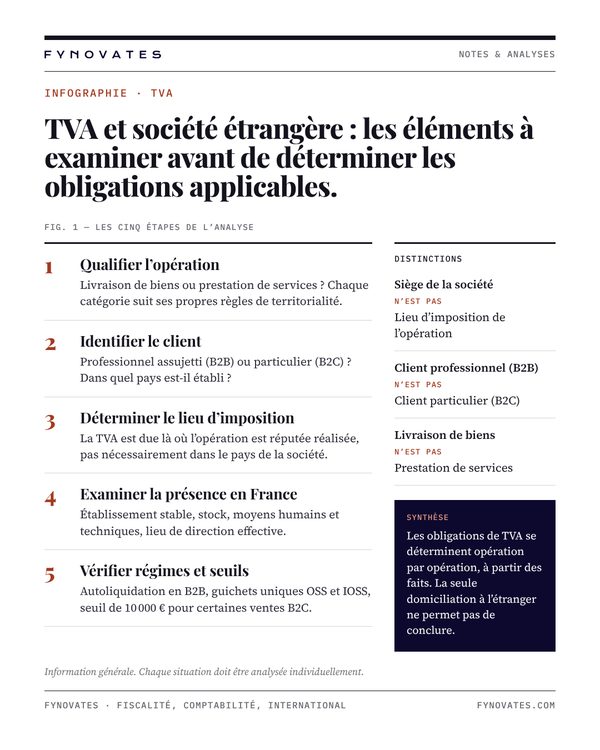 FYNOVATES
NOTES & ANALYSES
INFOGRAPHIE · TVA
TVA et société étrangère : les éléments à
examiner avant de déterminer les
obligations applicables.
FIG. 1 — LES CINQ ÉTAPES DE L’ANALYSE
1
Qualifier l’opération
Livraison de biens ou prestation de services ? Chaque
catégorie suit ses propres règles de territorialité.
2
Identifier le client
Professionnel assujetti (B2B) ou particulier (B2C) ?
Dans quel pays est-il établi ?
3
Déterminer le lieu d’imposition
La TVA est due là où l’opération est réputée réalisée,
pas nécessairement dans le pays de la société.
4
Examiner la présence en France
Établissement stable, stock, moyens humains et
techniques, lieu de direction effective.
5
Vérifier régimes et seuils
Autoliquidation en B2B, guichets uniques OSS et IOSS,
seuil de 10 000 € pour certaines ventes B2C.
DISTINCTIONS
Siège de la société
N’EST PAS
Lieu d’imposition de
l’opération
Client professionnel (B2B)
N’EST PAS
Client particulier (B2C)
Livraison de biens
N’EST PAS
Prestation de services
SYNTHÈSE
Les obligations de TVA se
déterminent opération
par opération, à partir des
faits. La seule
domiciliation à l’étranger
ne permet pas de
conclure.
Information générale. Chaque situation doit être analysée individuellement.
FYNOVATES · FISCALITÉ, COMPTABILITÉ, INTERNATIONAL
FYNOVATES.COM